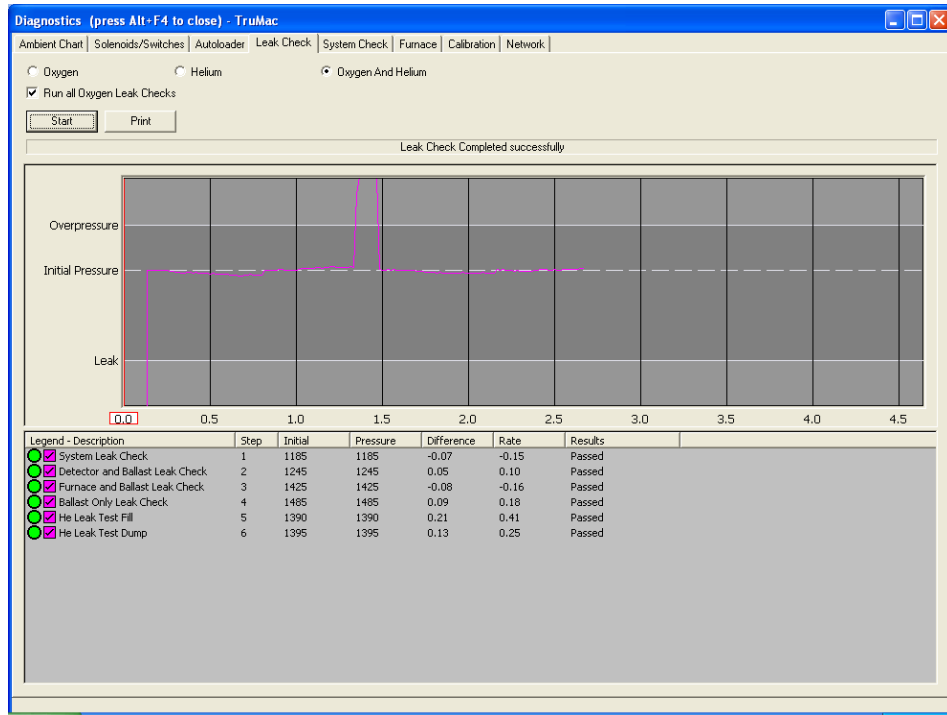 Diagnostics (press Alt+F4 to close) - TruMac
Ambient Chart Solenoids/Switches Autoloader Leak Check System Check Furnace Calibration Network
Oxygen Helium Oxygen And Helium
Run all Oxygen Leak Checks
Start Print
Leak Check Completed successfully
Overpressure
Initial Pressure
Leak
0.0 0.5 1.0 1.5 2.0 2.5 3.0 3.5 4.0 4.5
Legend - Description Step Initial Pressure Difference Rate Results
System Leak Check 1 1185 1185 -0.07 -0.15 Passed
Detector and Ballast Leak Check 2 1245 1245 0.05 0.10 Passed
Furnace and Ballast Leak Check 3 1425 1425 -0.08 -0.16 Passed
Ballast Only Leak Check 4 1485 1485 0.09 0.18 Passed
He Leak Test Fill 5 1390 1390 0.21 0.41 Passed
He Leak Test Dump 6 1395 1395 0.13 0.25 Passed